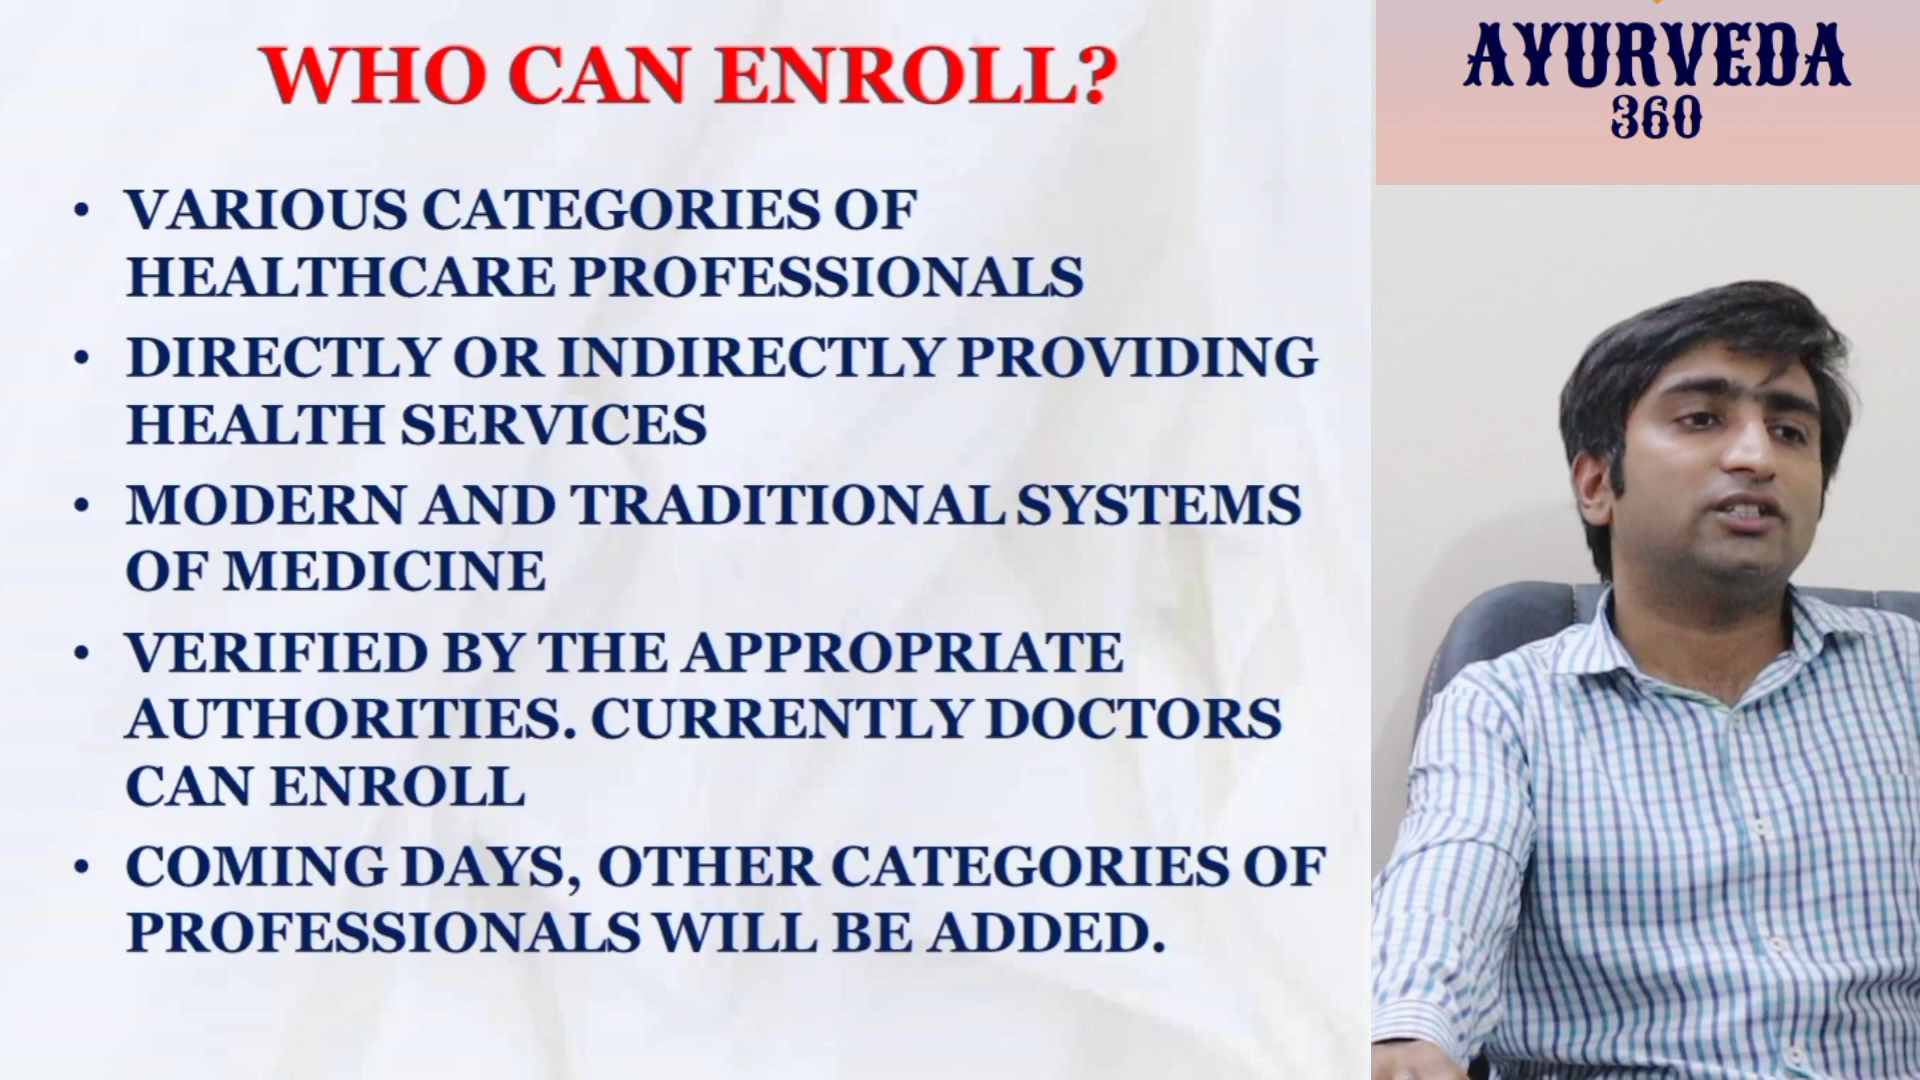 WHO CAN ENROLL?
• VARIOUS CATEGORIES OF
HEALTHCARE PROFESSIONALS
• DIRECTLY OR INDIRECTLY PROVIDING
HEALTH SERVICES
• MODERN AND TRADITIONAL SYSTEMS
OF MEDICINE
• VERIFIED BY THE APPROPRIATE
AUTHORITIES. CURRENTLY DOCTORS
CAN ENROLL
• COMING DAYS, OTHER CATEGORIES OF
PROFESSIONALS WILL BE ADDED.
AYURVEDA
360